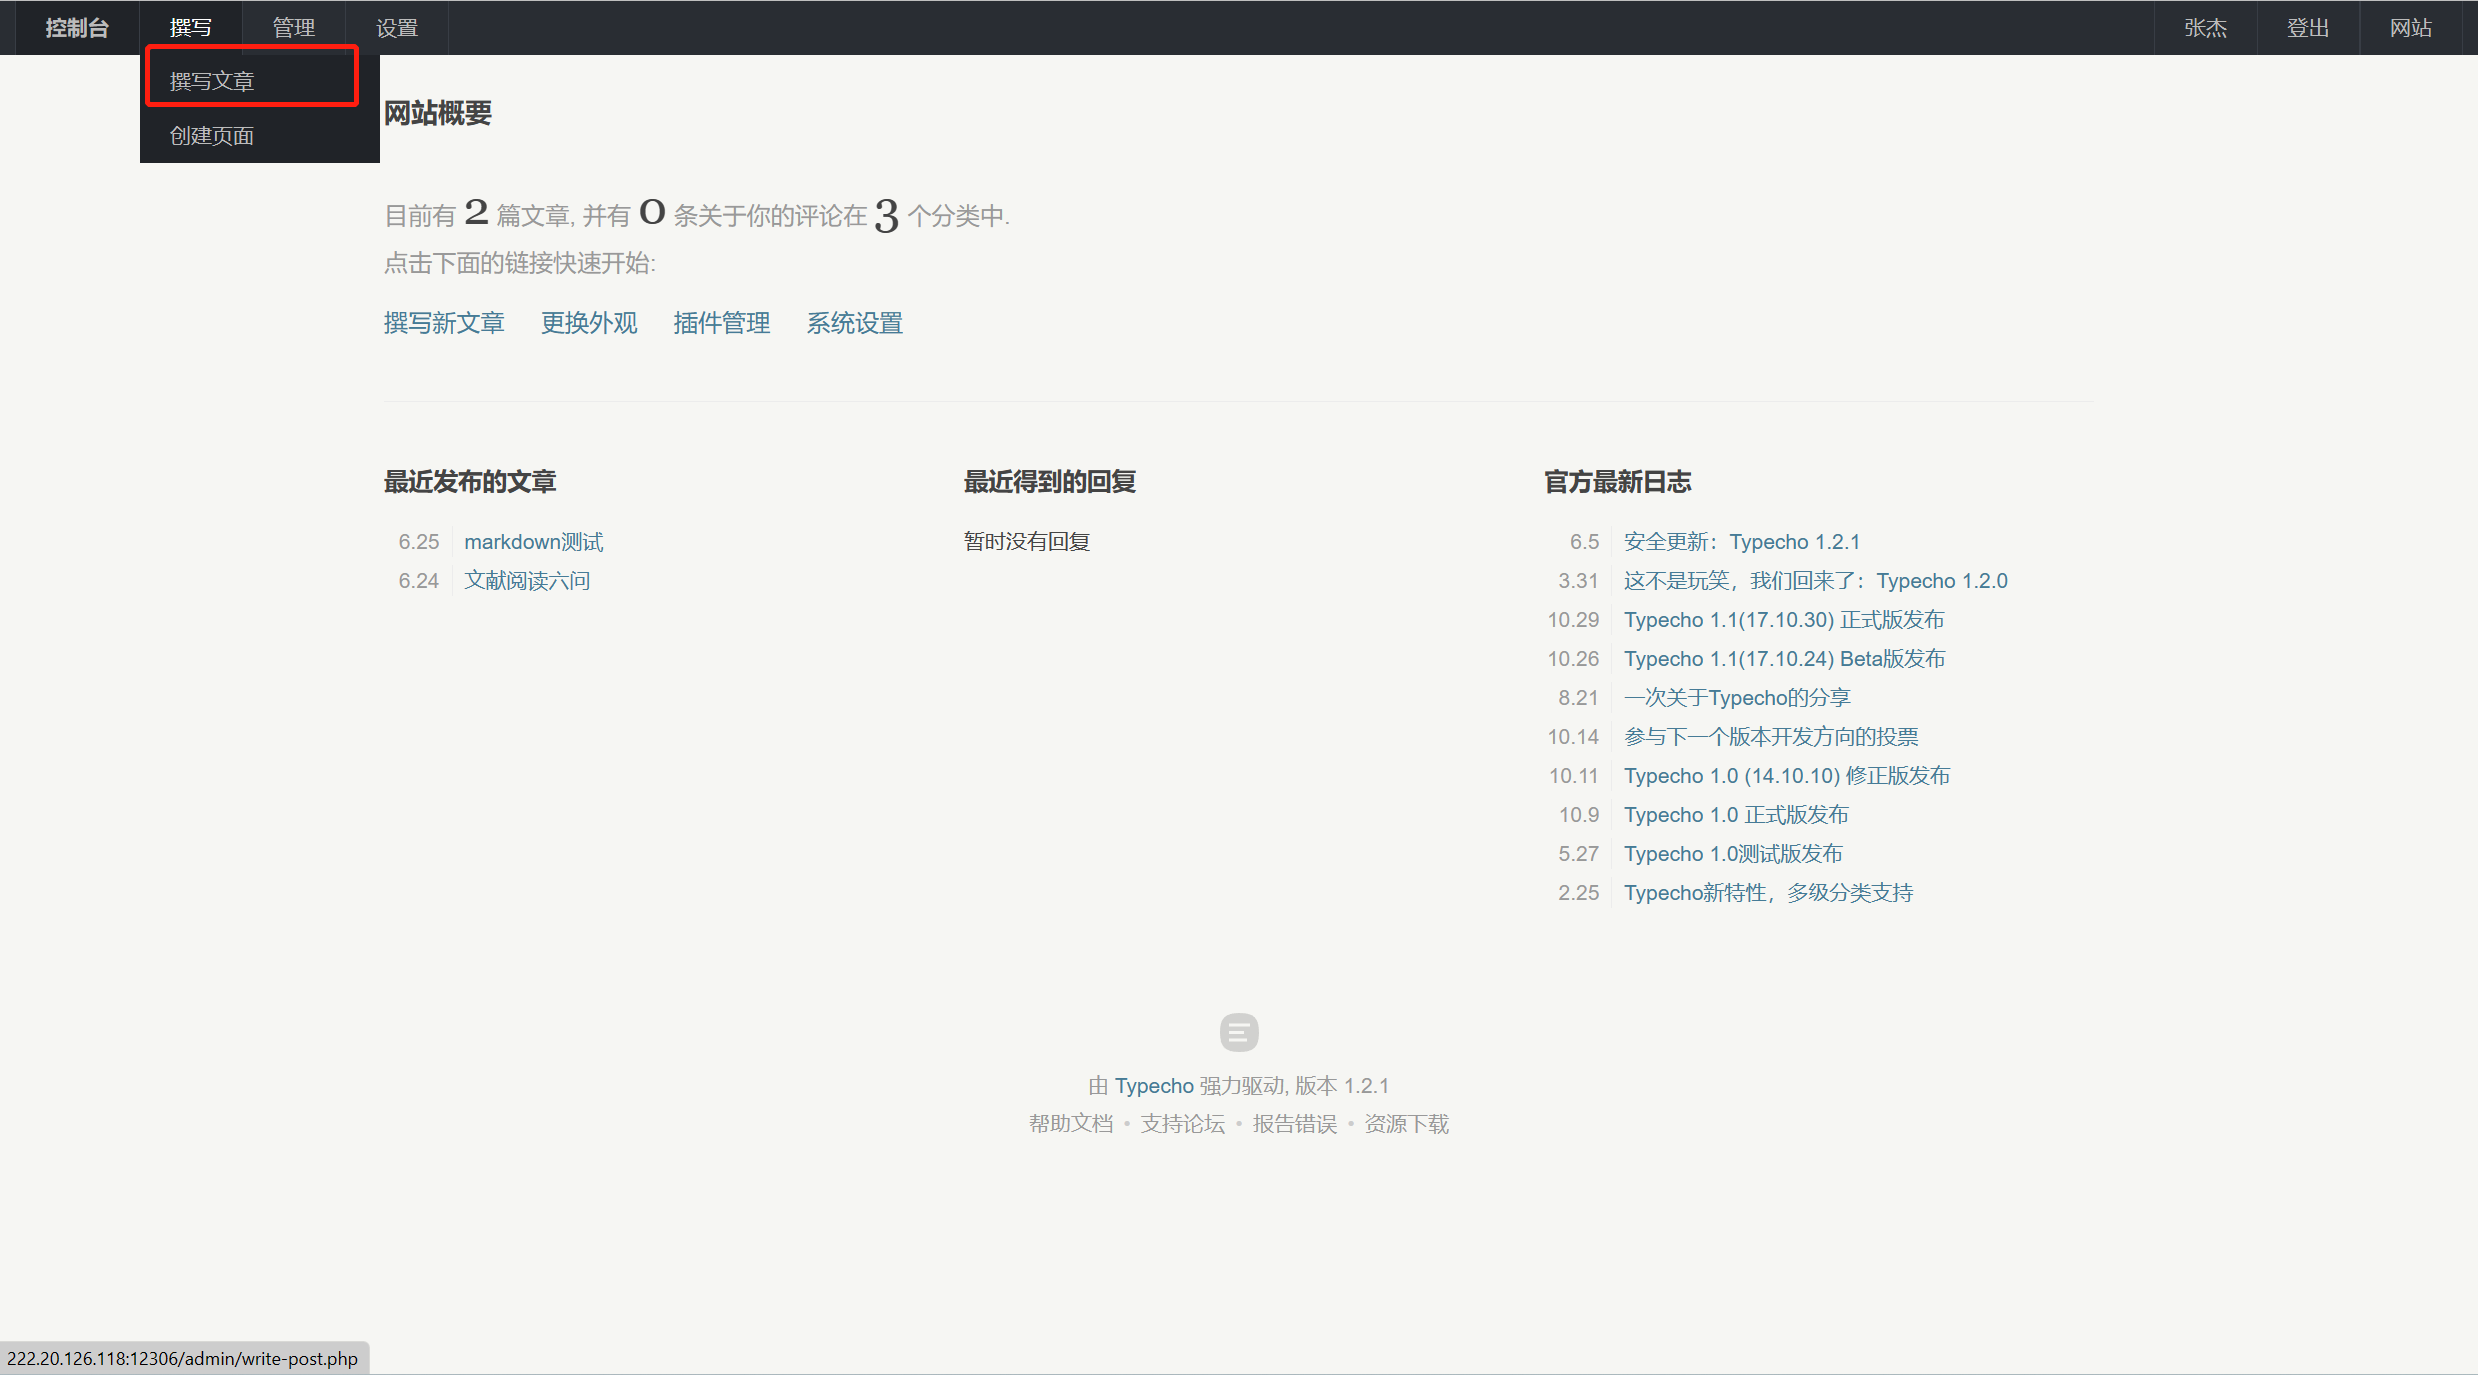 控制台 撰写 管理 设置 张杰 登出 网站
撰写文章
创建页面
网站概要
目前有 2 篇文章, 并有 0 条关于你的评论在 3 个分类中.
点击下面的链接快速开始:
撰写新文章 更换外观 插件管理 系统设置
最近发布的文章
6.25 markdown测试
6.24 文献阅读六问
最近得到的回复
暂时没有回复
官方最新日志
6.5 安全更新：Typecho 1.2.1
3.31 这不是玩笑，我们回来了：Typecho 1.2.0
10.29 Typecho 1.1(17.10.30) 正式版发布
10.26 Typecho 1.1(17.10.24) Beta版发布
8.21 一次关于Typecho的分享
10.14 参与下一个版本开发方向的投票
10.11 Typecho 1.0 (14.10.10) 修正版发布
10.9 Typecho 1.0 正式版发布
5.27 Typecho 1.0测试版发布
2.25 Typecho新特性，多级分类支持
由 Typecho 强力驱动, 版本 1.2.1
帮助文档 • 支持论坛 • 报告错误 • 资源下载
222.20.126.118:12306/admin/write-post.php